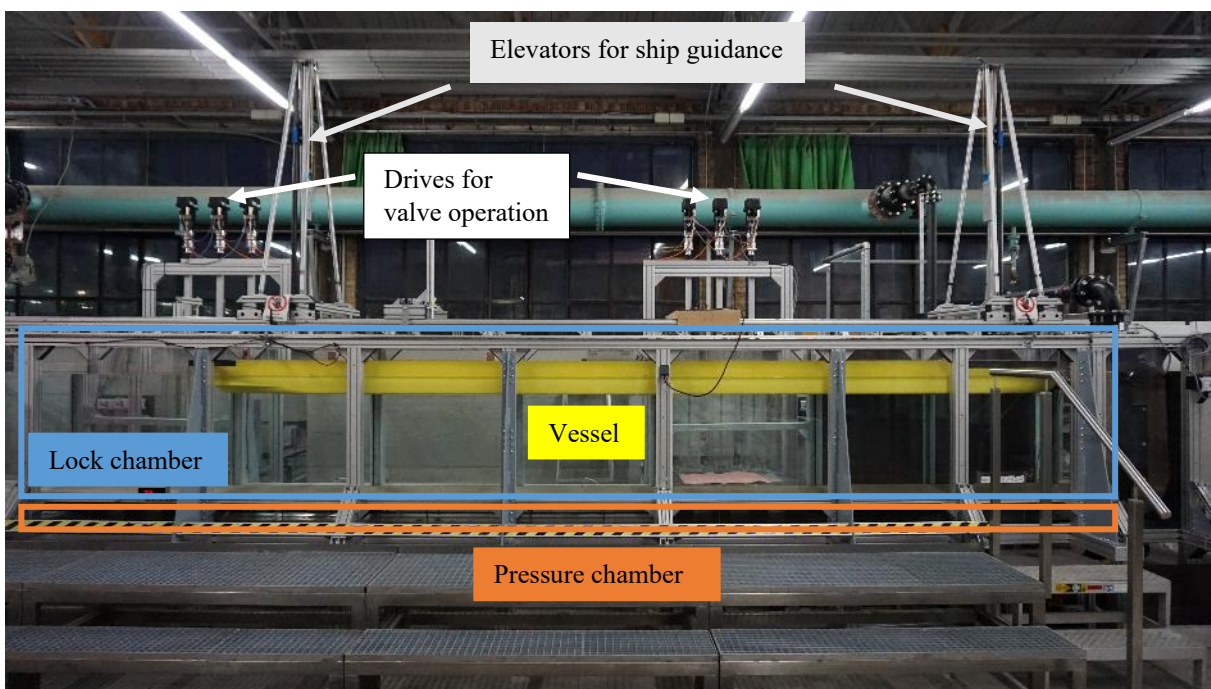 Elevators for ship guidance
Drives for
valve operation
Vessel
Lock chamber
Pressure chamber